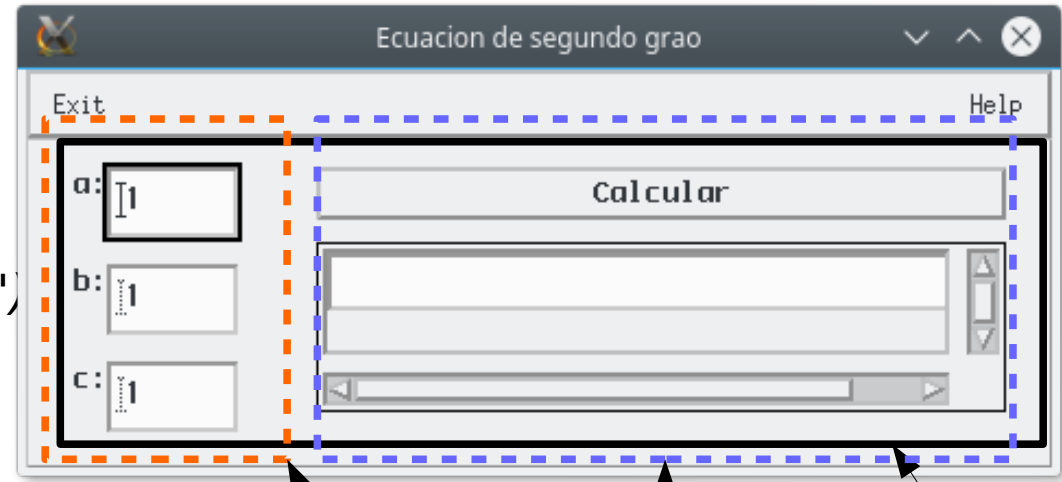 Ecuacion de segundo grao
Exit Help
a: 1
Calcular
b: 1
')
c: 1